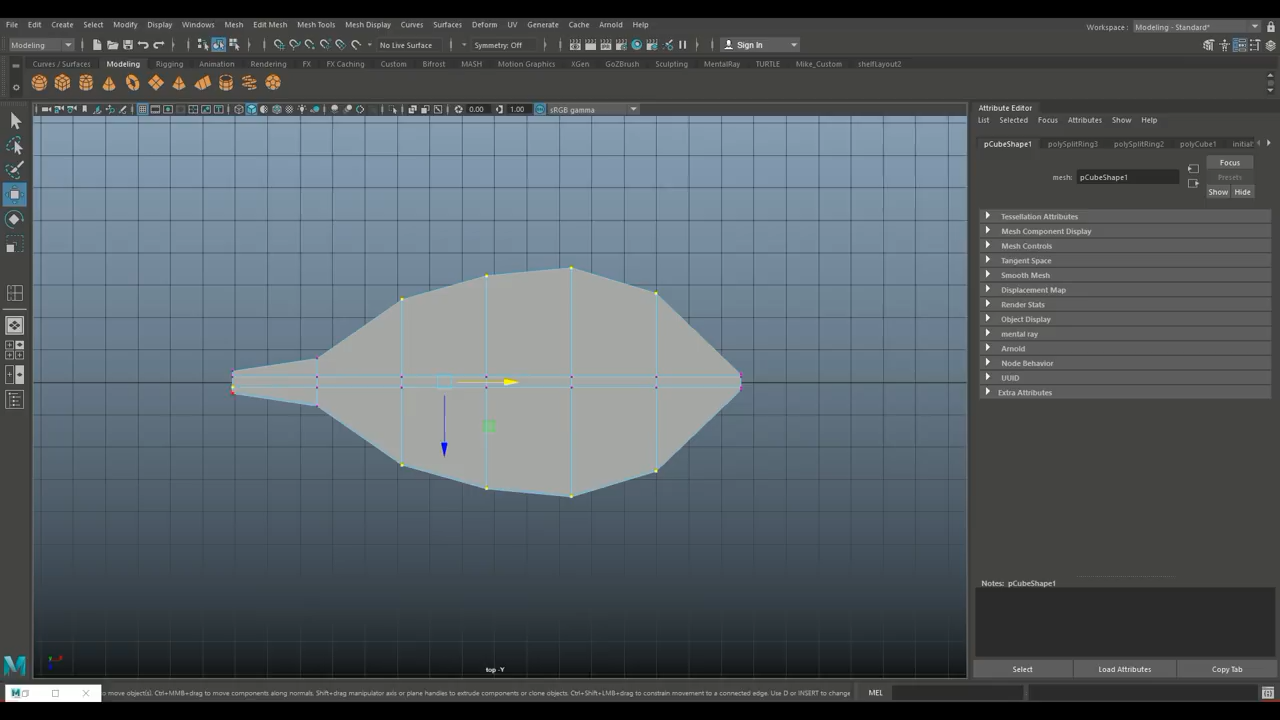 File Edit Create Select Modify Display Windows Mesh Edit Mesh Mesh Tools Mesh Display Curves Surfaces Deform UV Generate Cache Arnold Help
Workspace : Modeling - Standard*
Modeling No Live Surface Symmetry: Off Sign In
Curves / Surfaces Modeling Rigging Animation Rendering FX FX Caching Custom Bifrost MASH Motion Graphics XGen GoZBrush Sculpting MentalRay TURTLE Mike_Custom shelfLayout2
0.00 1.00 sRGB gamma
Attribute Editor
List Selected Focus Attributes Show Help
pCubeShape1 polySplitRing3 polySplitRing2 polyCube1 initial
Focus
mesh: pCubeShape1
Presets
Show Hide
Tessellation Attributes
Mesh Component Display
Mesh Controls
Tangent Space
Smooth Mesh
Displacement Map
Render Stats
Object Display
mental ray
Arnold
Node Behavior
UUID
Extra Attributes
Notes: pCubeShape1
top -Y
Select Load Attributes Copy Tab
to move object(s). Ctrl+MMB+drag to move components along normals. Shift+drag manipulator axis or plane handles to extrude components or clone objects. Ctrl+Shift+LMB+drag to constrain movement to a connected edge. Use D or INSERT to change
MEL